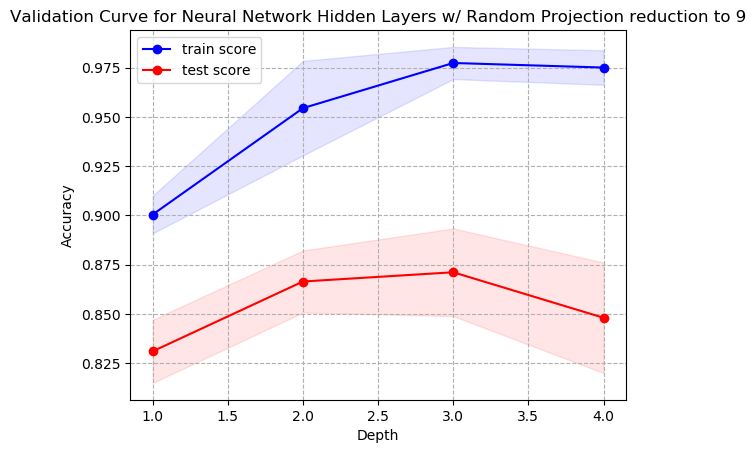 Validation Curve for Neural Network Hidden Layers w/ Random Projection reduction to 9
train score
test score
Accuracy
0.975
0.950
0.925
0.900
0.875
0.850
0.825
1.0
1.5
2.0
2.5
3.0
3.5
4.0
Depth